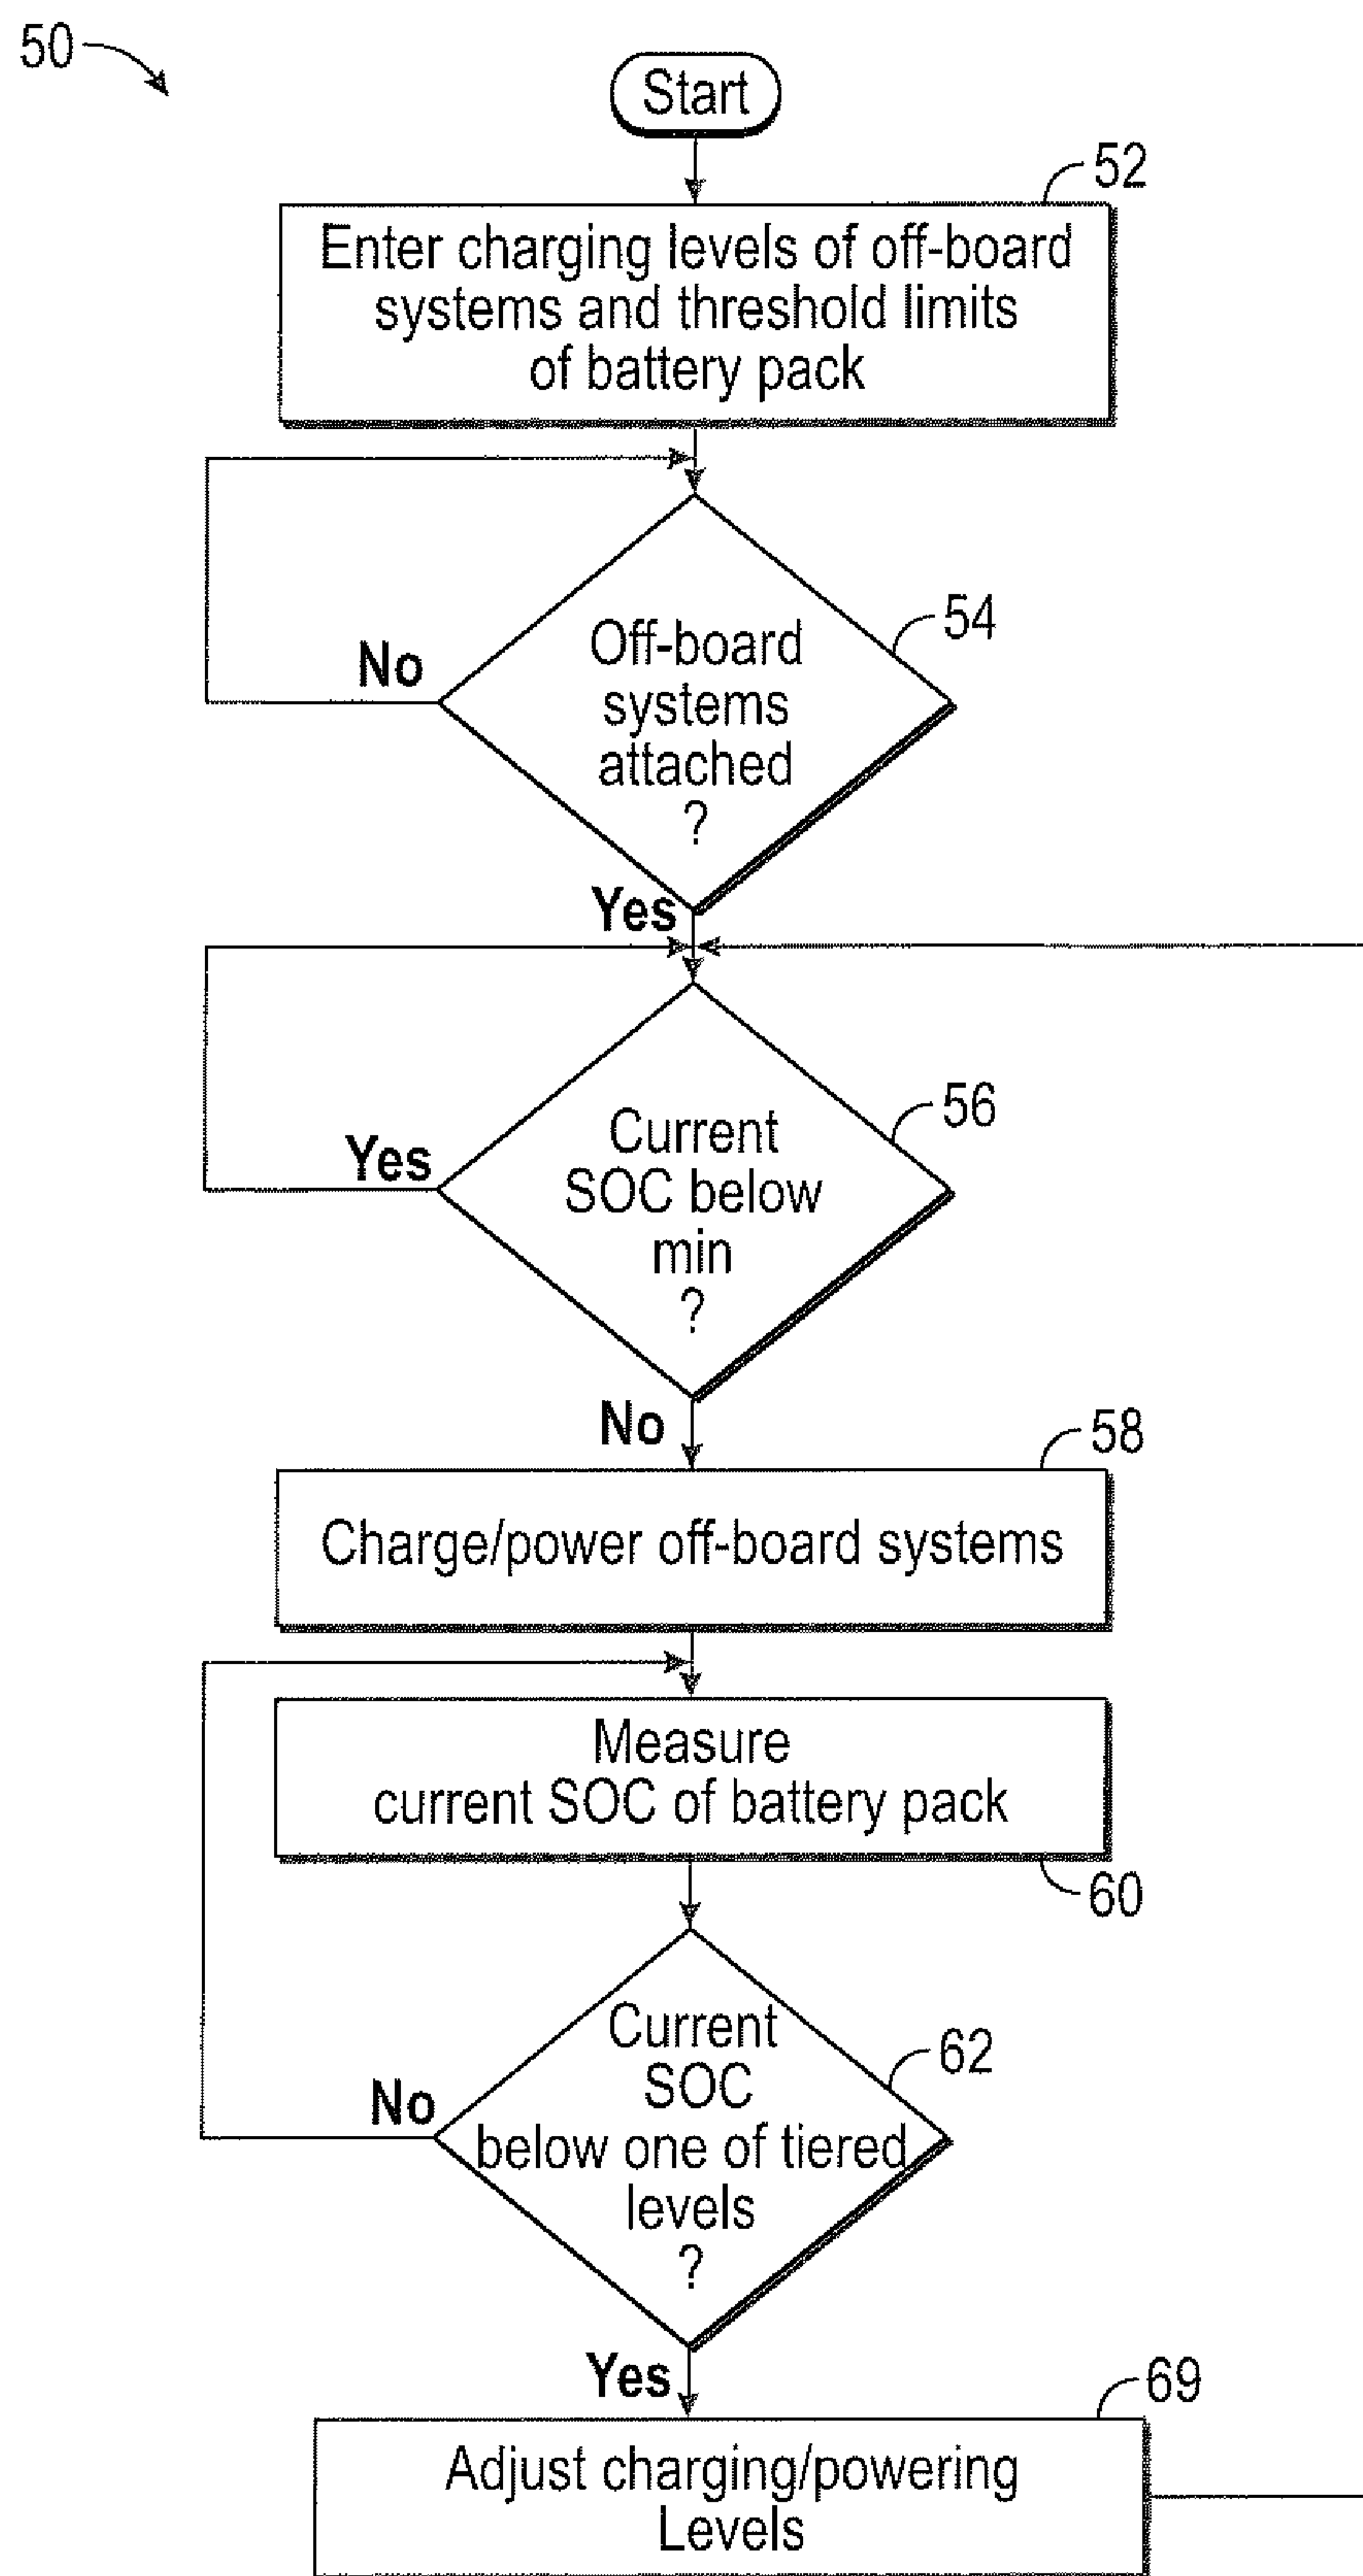 50
Start
52
Enter charging levels of off-board
systems and threshold limits
of battery pack
54
No
Off-board
systems
attached
?
Yes
56
Yes
Current
SOC below
min
?
No
58
Charge/power off-board systems
Measure
current SOC of battery pack
60
Current
SOC
62
No
below one of tiered
levels
?
Yes
69
Adjust charging/powering
Levels